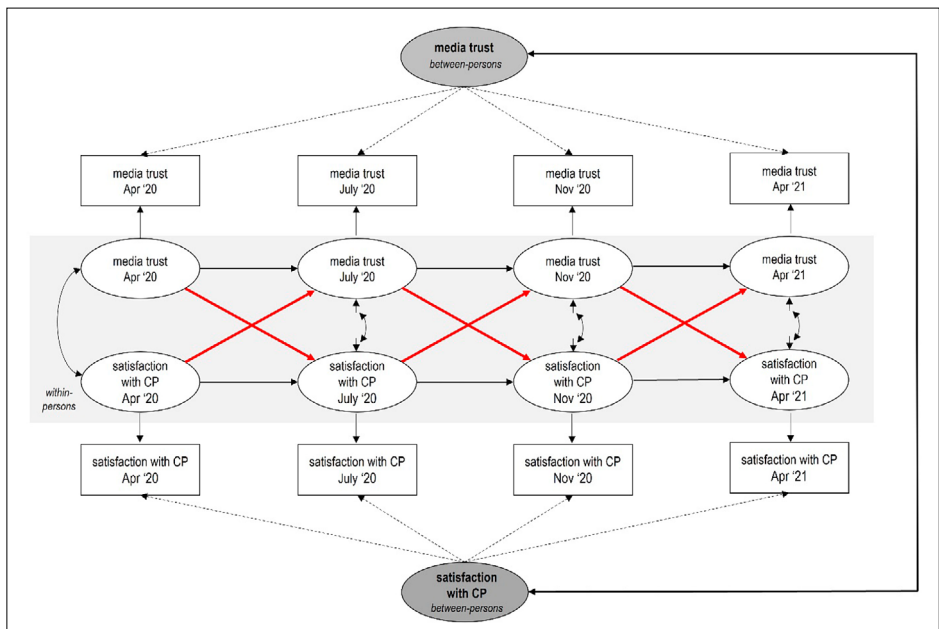 media trust
between-persons
media trust
Apr ‘20
media trust
July ‘20
media trust
Nov ‘20
media trust
Apr ‘21
media trust
Apr ‘20
media trust
July ‘20
media trust
Nov ‘20
media trust
Apr ‘21
within-
persons
satisfaction
with CP
Apr ‘20
satisfaction
with CP
July ‘20
satisfaction
with CP
Nov ‘20
satisfaction
with CP
Apr ‘21
satisfaction with CP
Apr ‘20
satisfaction with CP
July ‘20
satisfaction with CP
Nov ‘20
satisfaction with CP
Apr ‘21
satisfaction
with CP
between-persons